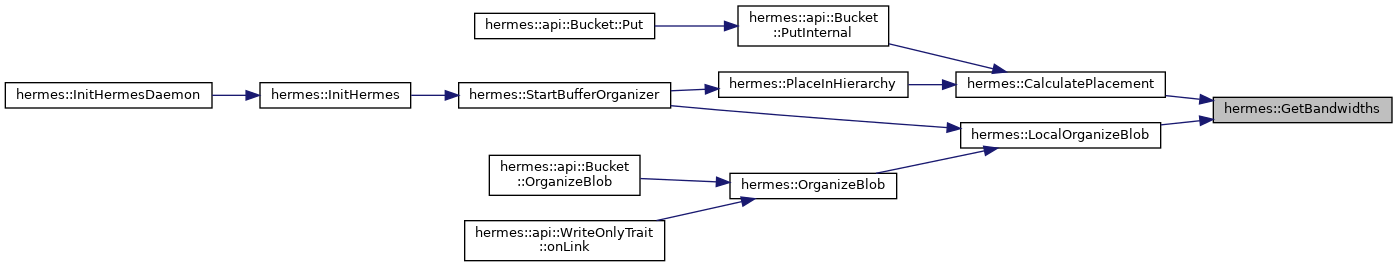 hermes::api::Bucket::Put
hermes::api::Bucket
::PutInternal
hermes::InitHermesDaemon
hermes::InitHermes
hermes::StartBufferOrganizer
hermes::PlaceInHierarchy
hermes::CalculatePlacement
hermes::GetBandwidths
hermes::LocalOrganizeBlob
hermes::api::Bucket
::OrganizeBlob
hermes::OrganizeBlob
hermes::api::WriteOnlyTrait
::onLink